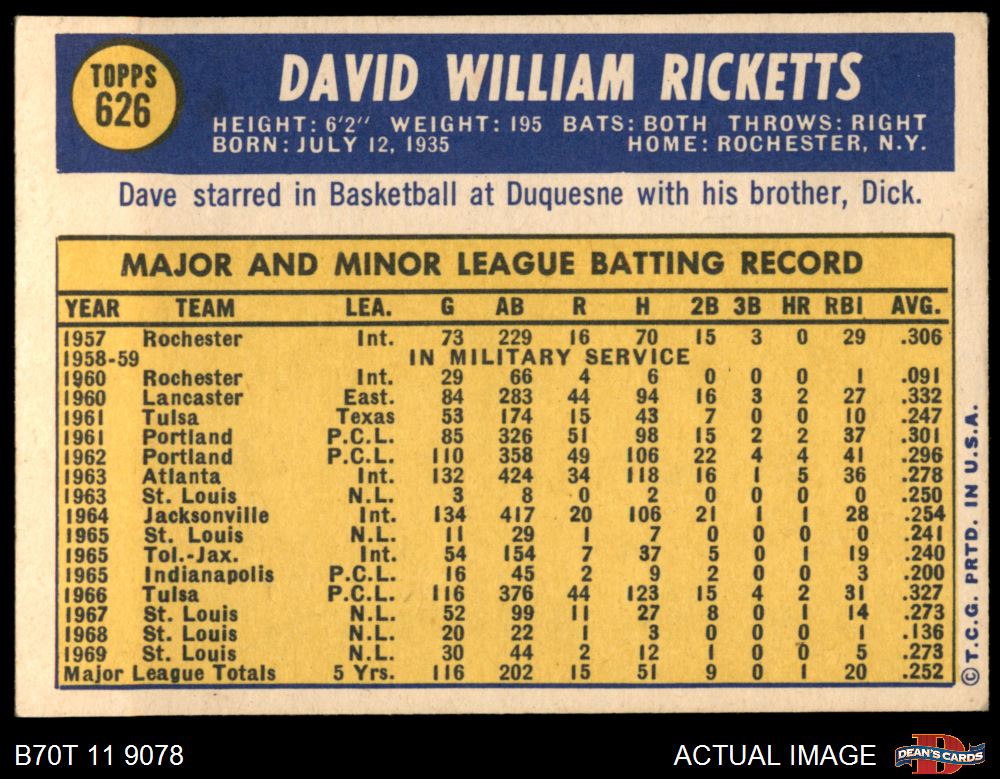 TOPPS
626
DAVID WILLIAM RICKETTS
HEIGHT: 6'2" WEIGHT: 195 BATS: BOTH THROWS: RIGHT
BORN: JULY 12, 1935 HOME: ROCHESTER, N.Y.
Dave starred in Basketball at Duquesne with his brother, Dick.
MAJOR AND MINOR LEAGUE BATTING RECORD
YEAR TEAM LEA. G AB R H 2B 3B HR RBI AVG.
1957 Rochester Int. 73 229 16 70 15 3 0 29 .306
1958-59 IN MILITARY SERVICE
1960 Rochester Int. 29 66 4 6 0 0 0 1 .091
1960 Lancaster East. 84 283 44 94 16 3 2 27 .332
1961 Tulsa Texas 53 174 15 43 7 0 0 10 .247
1961 Portland P.C.L. 85 326 51 98 15 2 2 37 .301
1962 Portland P.C.L. 110 358 49 106 22 4 4 41 .296
1963 Atlanta Int. 132 424 34 118 16 1 5 36 .278
1963 St. Louis N.L. 3 8 0 2 0 0 0 0 .250
1964 Jacksonville Int. 134 417 20 106 21 1 1 28 .254
1965 St. Louis N.L. 11 29 1 7 0 0 0 0 .241
1965 Tol.-Jax. Int. 54 154 7 37 5 0 1 19 .240
1965 Indianapolis P.C.L. 16 45 2 9 2 0 0 3 .200
1966 Tulsa P.C.L. 116 376 44 123 15 4 2 31 .327
1967 St. Louis N.L. 52 99 11 27 8 0 1 14 .273
1968 St. Louis N.L. 20 22 1 3 0 0 0 1 .136
1969 St. Louis N.L. 30 44 2 12 1 0 0 5 .273
Major League Totals 5 Yrs. 116 202 15 51 9 0 1 20 .252
© T.C.G. PRTD. IN U.S.A.
B70T 11 9078
ACTUAL IMAGE
DEAN'S CARDS